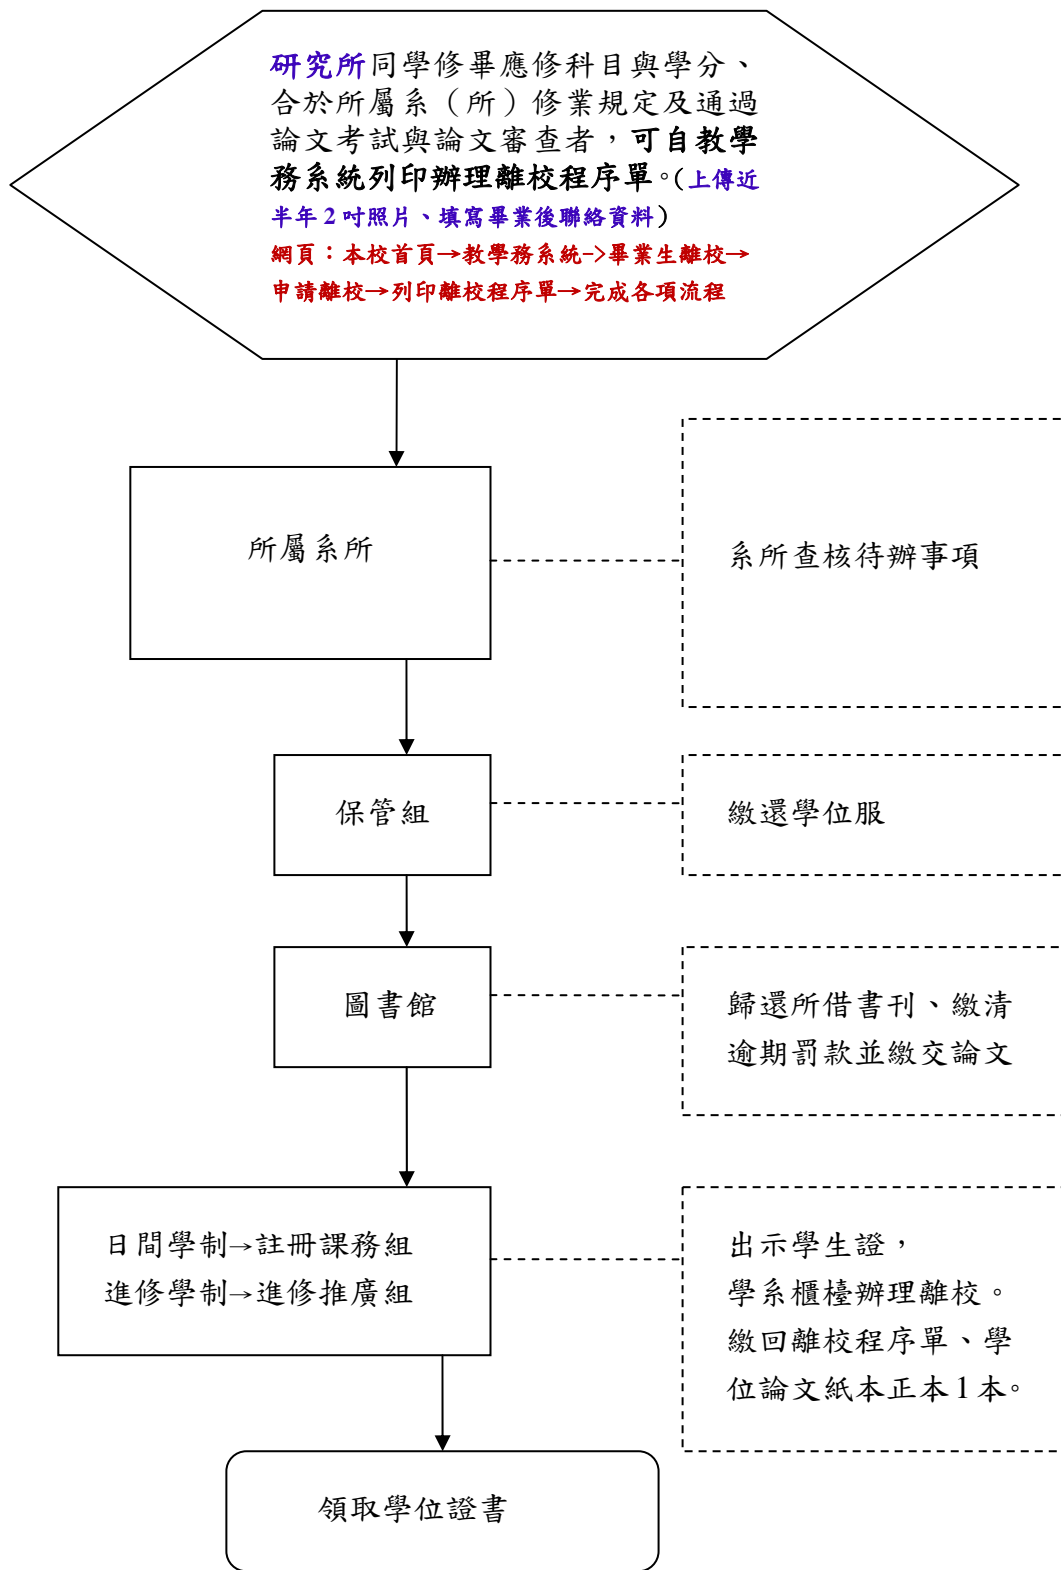 研究所同學修畢應修科目與學分、
合於所屬系（所）修業規定及通過
論文考試與論文審查者，可自教學
務系統列印辦理離校程序單。(上傳近
半年2吋照片、填寫畢業後聯絡資料)
網頁：本校首頁→教學務系統->畢業生離校→
申請離校→列印離校程序單→完成各項流程
所屬系所
系所查核待辦事項
保管組
繳還學位服
圖書館
歸還所借書刊、繳清
逾期罰款並繳交論文
日間學制→註冊課務組
進修學制→進修推廣組
出示學生證，
學系櫃檯辦理離校。
繳回離校程序單、學
位論文紙本正本1本。
領取學位證書